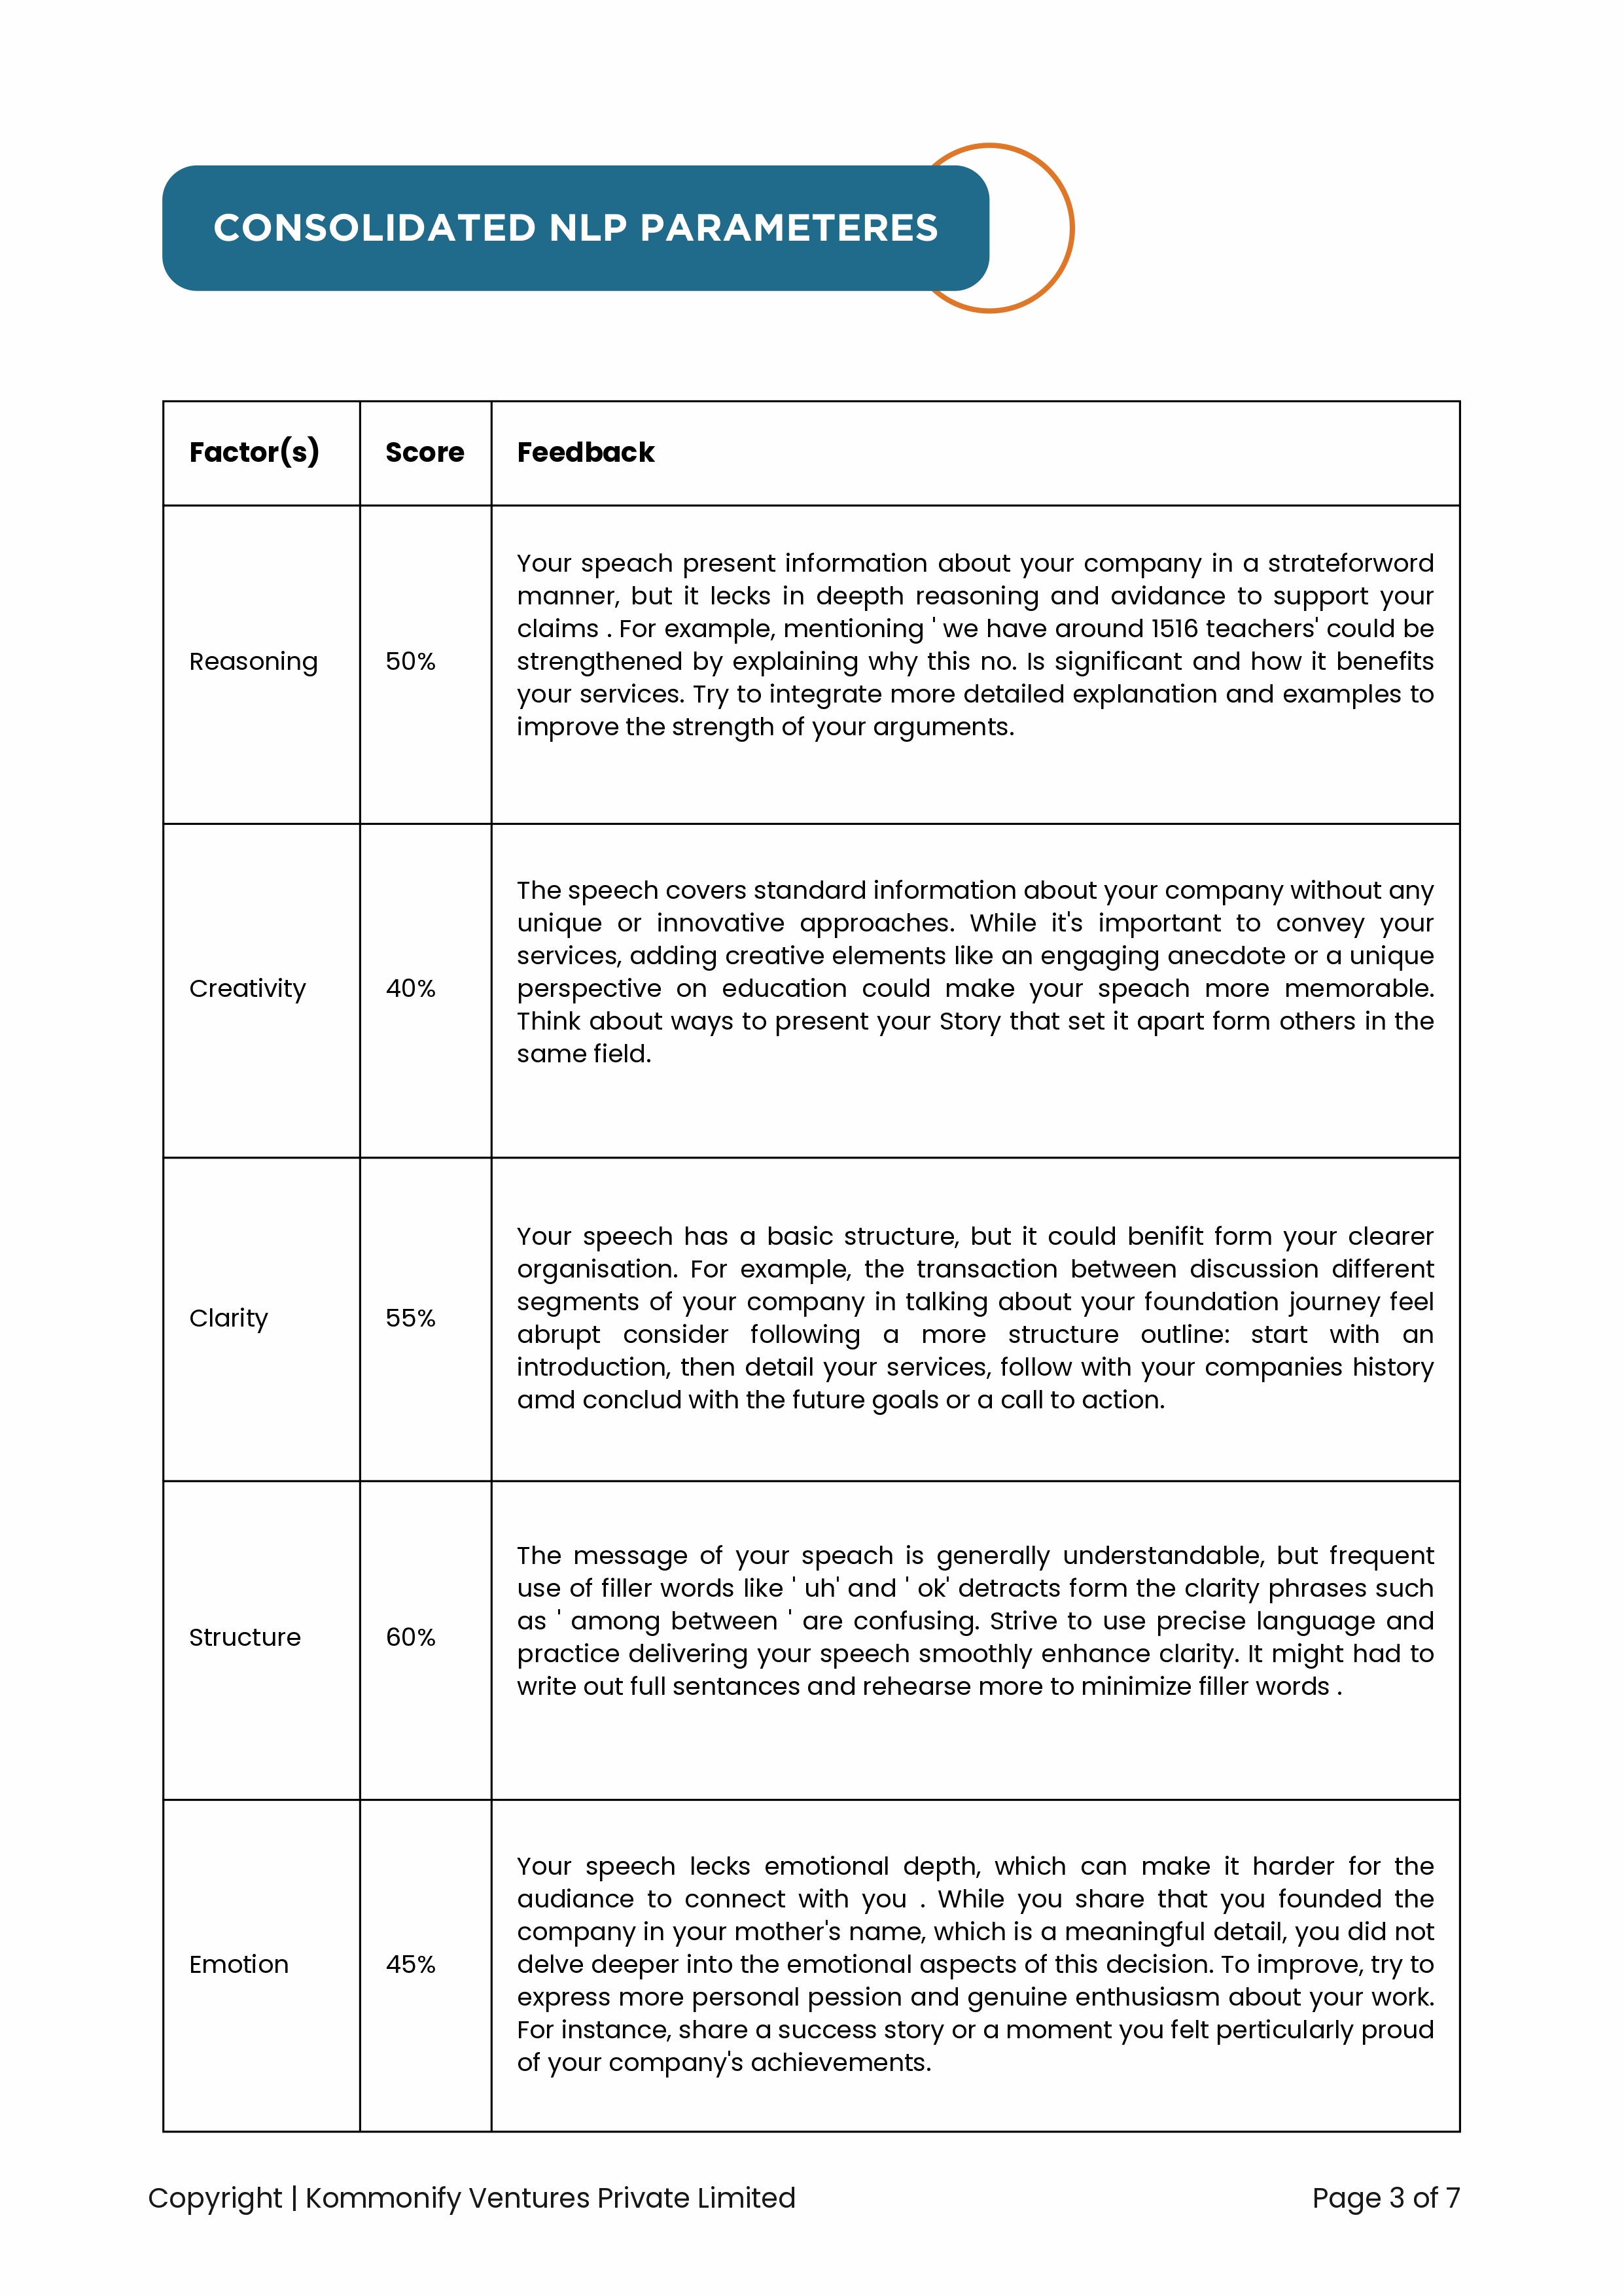 CONSOLIDATED NLP PARAMETERES
Factor(s) Score Feedback
Reasoning 50%
Your speach present information about your company in a strateforword
manner, but it lecks in deepth reasoning and avidance to support your
claims . For example, mentioning ' we have around 1516 teachers' could be
strengthened by explaining why this no. Is significant and how it benefits
your services. Try to integrate more detailed explanation and examples to
improve the strength of your arguments.
Creativity 40%
The speech covers standard information about your company without any
unique or innovative approaches. While it's important to convey your
services, adding creative elements like an engaging anecdote or a unique
perspective on education could make your speach more memorable.
Think about ways to present your Story that set it apart form others in the
same field.
Clarity 55%
Your speech has a basic structure, but it could benifit form your clearer
organisation. For example, the transaction between discussion different
segments of your company in talking about your foundation journey feel
abrupt consider following a more structure outline: start with an
introduction, then detail your services, follow with your companies history
amd conclud with the future goals or a call to action.
Structure 60%
The message of your speach is generally understandable, but frequent
use of filler words like ' uh' and ' ok' detracts form the clarity phrases such
as ' among between ' are confusing. Strive to use precise language and
practice delivering your speech smoothly enhance clarity. It might had to
write out full sentances and rehearse more to minimize filler words .
Emotion 45%
Your speech lecks emotional depth, which can make it harder for the
audiance to connect with you . While you share that you founded the
company in your mother's name, which is a meaningful detail, you did not
delve deeper into the emotional aspects of this decision. To improve, try to
express more personal pession and genuine enthusiasm about your work.
For instance, share a success story or a moment you felt perticularly proud
of your company's achievements.
Copyright | Kommonify Ventures Private Limited
Page 3 of 7